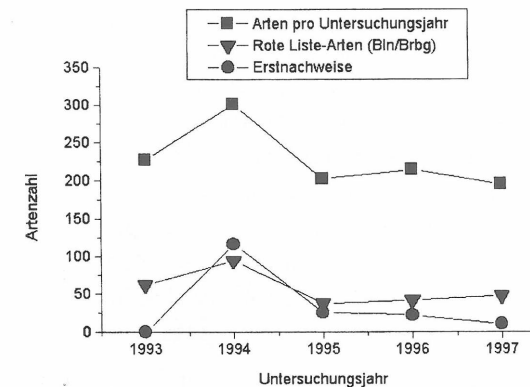 Arten pro Untersuchungsjahr
Rote Liste-Arten (Bln/Brbg)
Erstnachweise
350
300
250
200
150
100
50
0
Artenzahl
1993 1994 1995 1996 1997
Untersuchungsjahr